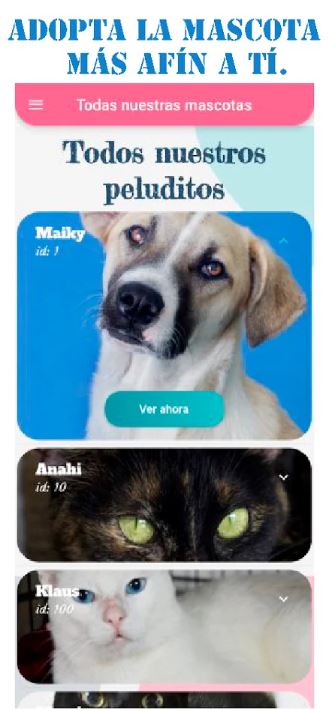 ADOPTA LA MASCOTA
MÁS AFÍN A TÍ.
Todas nuestras mascotas
Todos nuestros
peluditos
Maiky
id: 1
Ver ahora
Anahi
id: 10
Klaus
id: 100